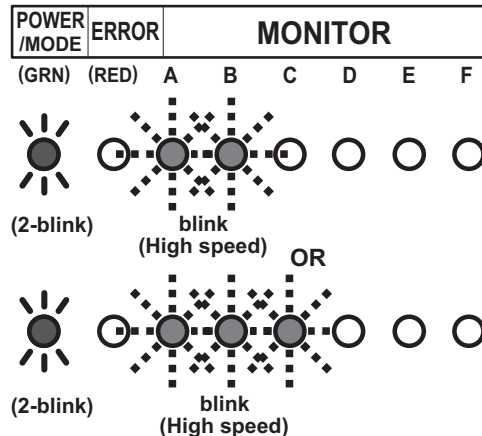 POWER /MODE ERROR MONITOR
(GRN) (RED) A B C D E F
(2-blink) blink
(High speed)
OR
(2-blink) blink
(High speed)